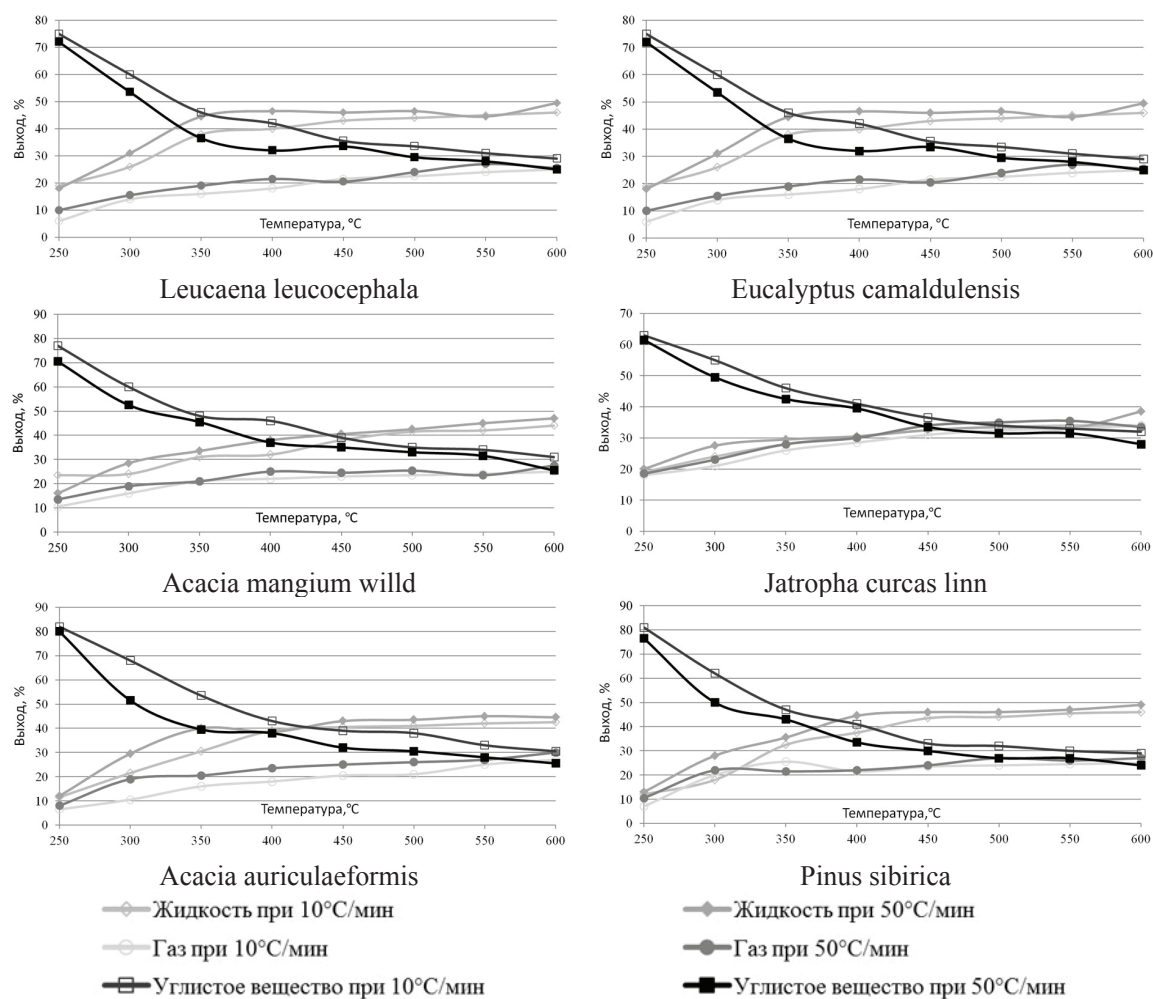 80
70
60
50
40
30
20
10
0
Выход, %
Температура, °C
250 300 350 400 450 500 550 600
Leucaena leucocephala
80
70
60
50
40
30
20
10
0
Выход, %
Температура, °C
250 300 350 400 450 500 550 600
Eucalyptus camaldulensis
90
80
70
60
50
40
30
20
10
0
Выход, %
Температура, °C
250 300 350 400 450 500 550 600
Acacia mangium willd
70
60
50
40
30
20
10
0
Выход, %
Температура,°C
250 300 350 400 450 500 550 600
Jatropha curcas linn
90
80
70
60
50
40
30
20
10
0
Выход, %
Температура,°C
250 300 350 400 450 500 550 600
Acacia auriculaeformis
90
80
70
60
50
40
30
20
10
0
Выход, %
Температура,°C
250 300 350 400 450 500 550 600
Pinus sibirica
Жидкость при 10°C/мин
Жидкость при 50°C/мин
Газ при 10°C/мин
Газ при 50°C/мин
Углистое вещество при 10°C/мин
Углистое вещество при 50°C/мин